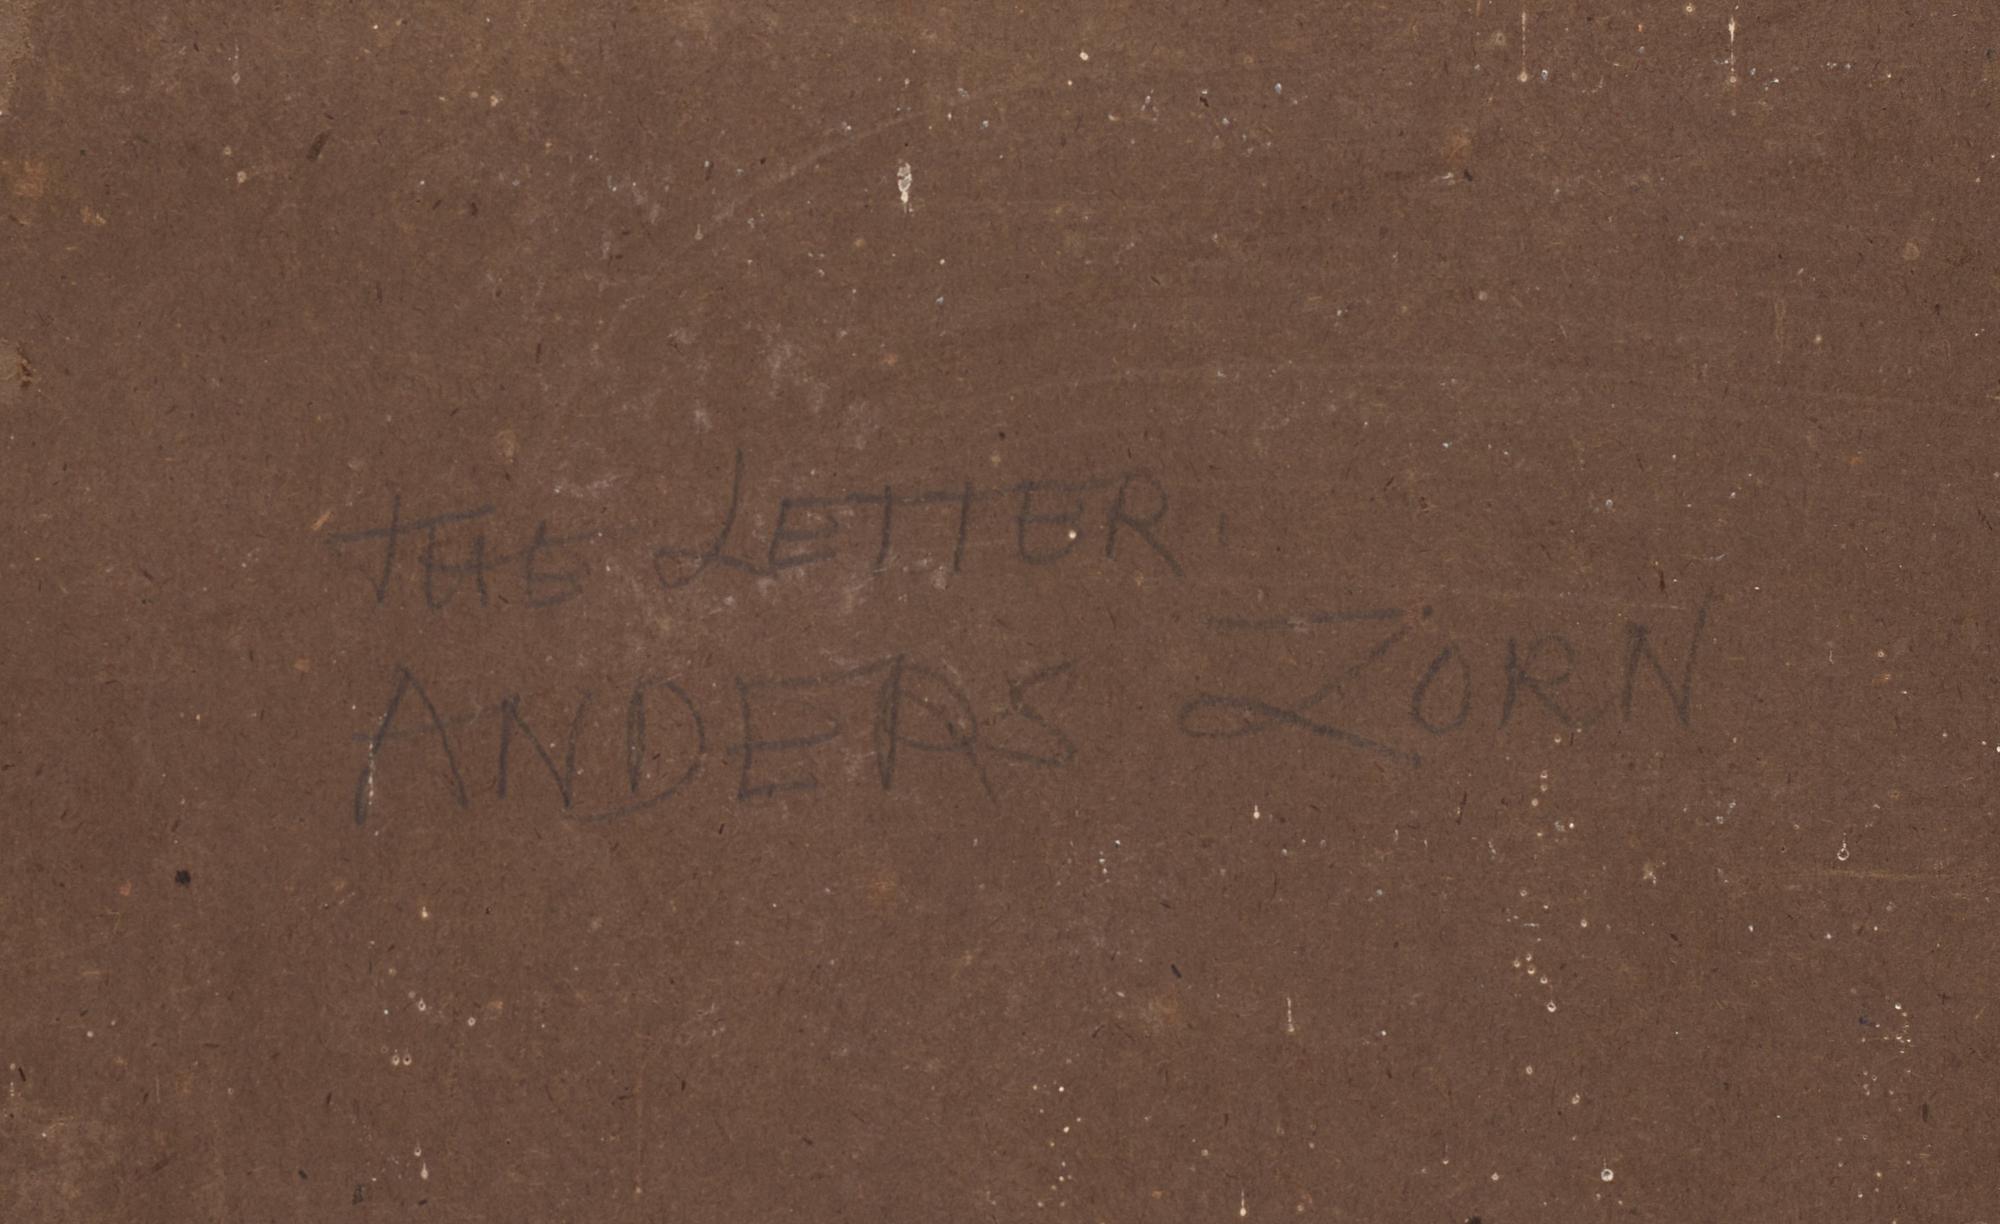 THE LETTER.
ANDERS ZORN